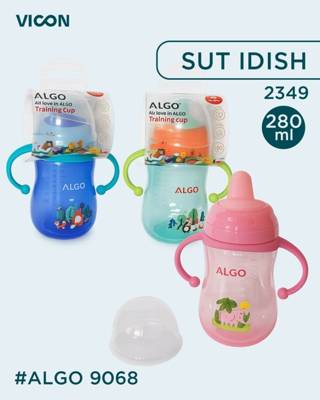 VICON
SUT IDISH
2349
280
ml
ALGO
All love in ALGO
Training Cup
ALGO
Air love in ALGO
Training Cup
ALGO
ALGO
ALGO
#ALGO 9068